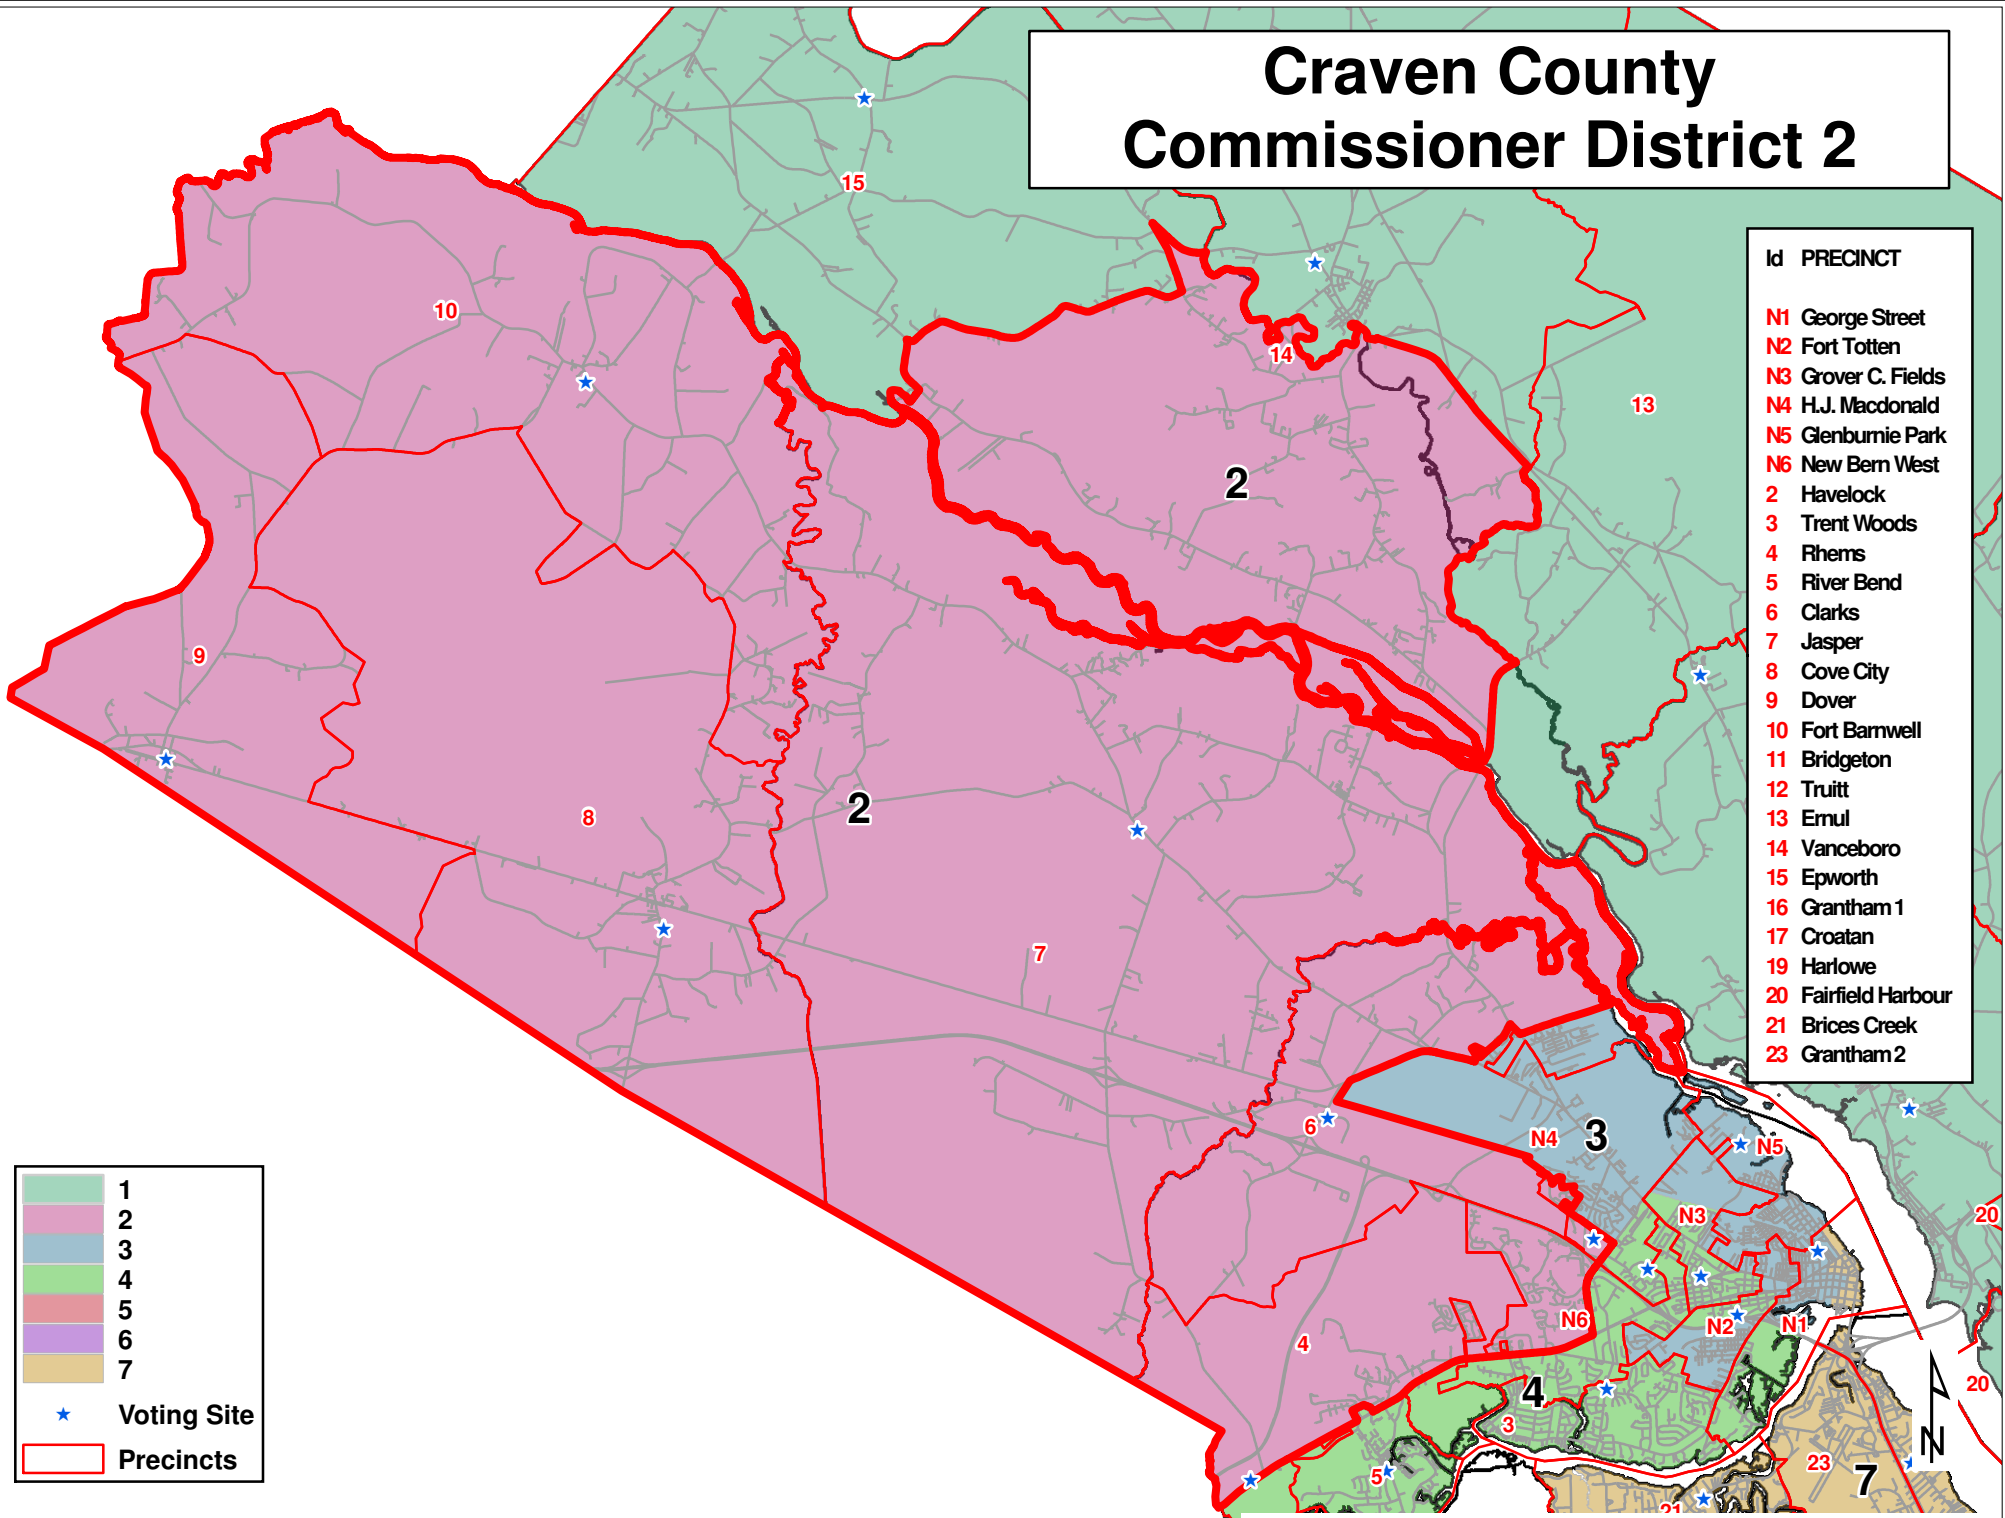 Craven County
Commissioner District 2
Id PRECINCT
N1 George Street
N2 Fort Totten
N3 Grover C. Fields
N4 H.J. Macdonald
N5 Glenburnie Park
N6 New Bern West
2 Havelock
3 Trent Woods
4 Rhems
5 River Bend
6 Clarks
7 Jasper
8 Cove City
9 Dover
10 Fort Barnwell
11 Bridgeton
12 Truitt
13 Ernul
14 Vanceboro
15 Epworth
16 Grantham 1
17 Croatan
19 Harlowe
20 Fairfield Harbour
21 Brices Creek
23 Grantham 2
15
10
14
13
2
9
2
8
7
6
N4
3
N5
N3
20
N6
N2
N1
4
4
20
3
5
23
7
21
N
1
2
3
4
5
6
7
Voting Site
Precincts